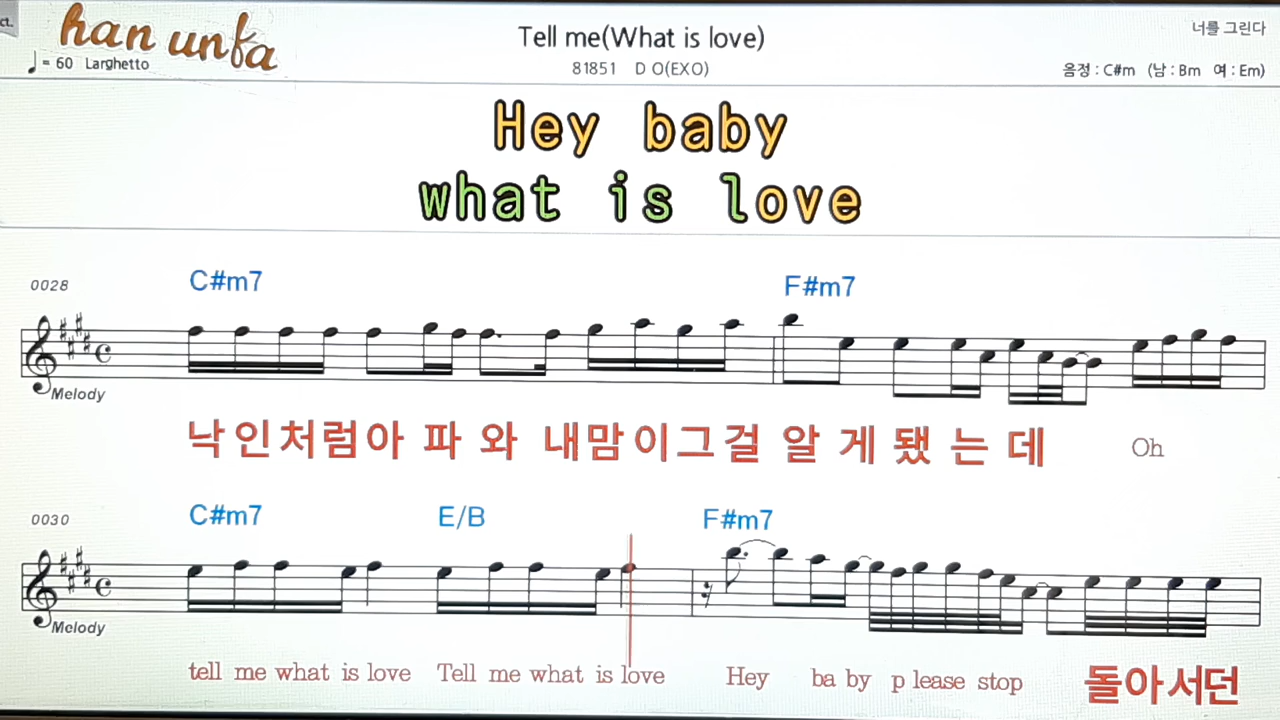 ct.
han unfa
Tell me(What is love)
너를 그린다
♩= 60 Larghetto
81851 D O(EXO)
음정 : C#m (남 : Bm 여 : Em)
Hey baby
what is love
0028 C#m7 F#m7
Melody
낙인처럼아 파 와 내맘이그걸 알 게 됐 는 데 Oh
0030 C#m7 E/B F#m7
Melody
tell me what is love Tell me what is love Hey ba by p lease stop 돌아서던